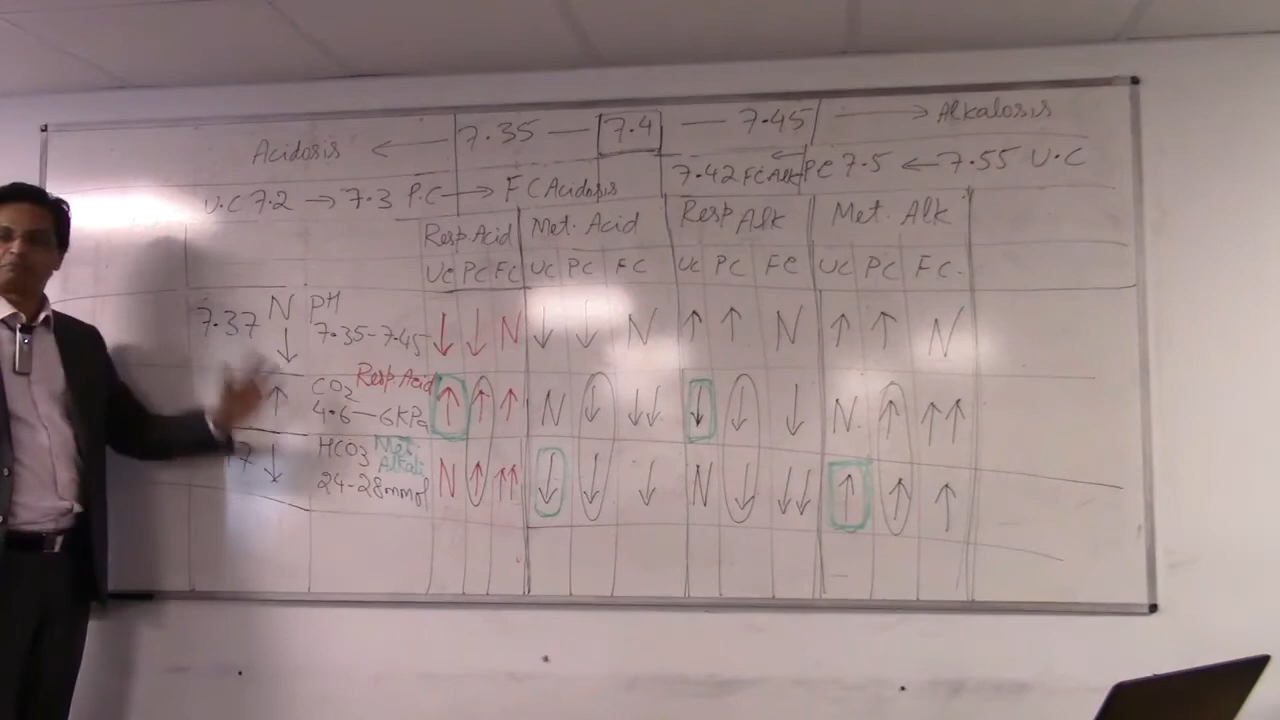 7.35 — 7.4 — 7.45 → Alkalosis
Acidosis ←
7.42 FC Alk PC 7.5 ← 7.55 U.C
U.C 7.2 → 7.3 P.C → FC Acidosis
Resp Acid Met. Acid Resp Alk Met. Alk
UC PC FC UC PC FC UC PC FC UC PC FC.
7.37 N PH
↓ 7.35-7.45 ↓ ↓ N ↓ ↓ N ↑ ↑ N ↑ ↑ N
↑ CO2 Resp Acid
4.6—6KPa ↑ ↑ ↑ N ↓ ↓↓ ↓ ↓ ↓ N. ↑ ↑↑
7 ↓ HCO3 Met.
Alkali
24-28mmol N ↑ ↑↑ ↓ ↓ ↓ N ↓ ↓↓ ↑ ↑ ↑